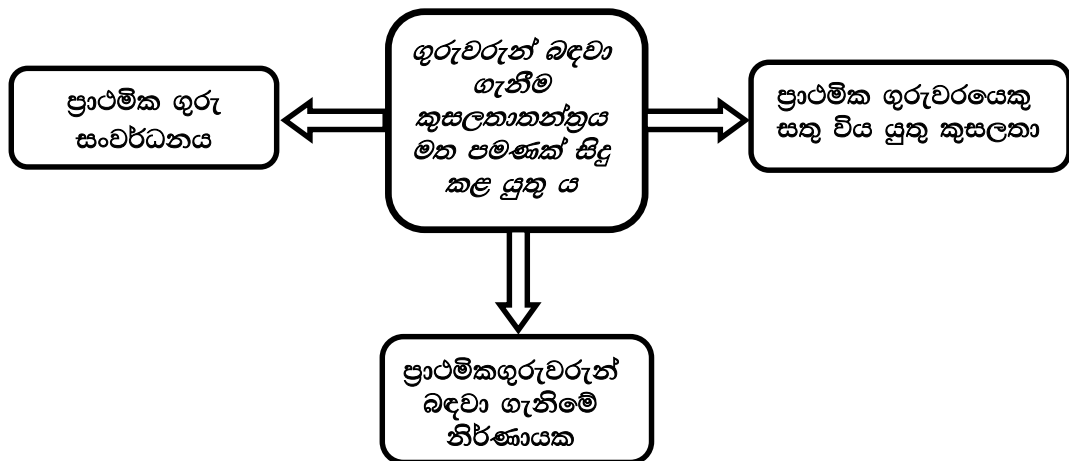 ගුරුවරුන් බඳවා
ගැනීම
කුසලතාතන්ත්‍රය
මත පමණක් සිදු
කළ යුතු ය
ප්‍රාථමික ගුරු
සංවර්ධනය
ප්‍රාථමික ගුරුවරයෙකු
සතු විය යුතු කුසලතා
ප්‍රාථමිකගුරුවරුන්
බඳවා ගැනිමේ
නිර්ණායක